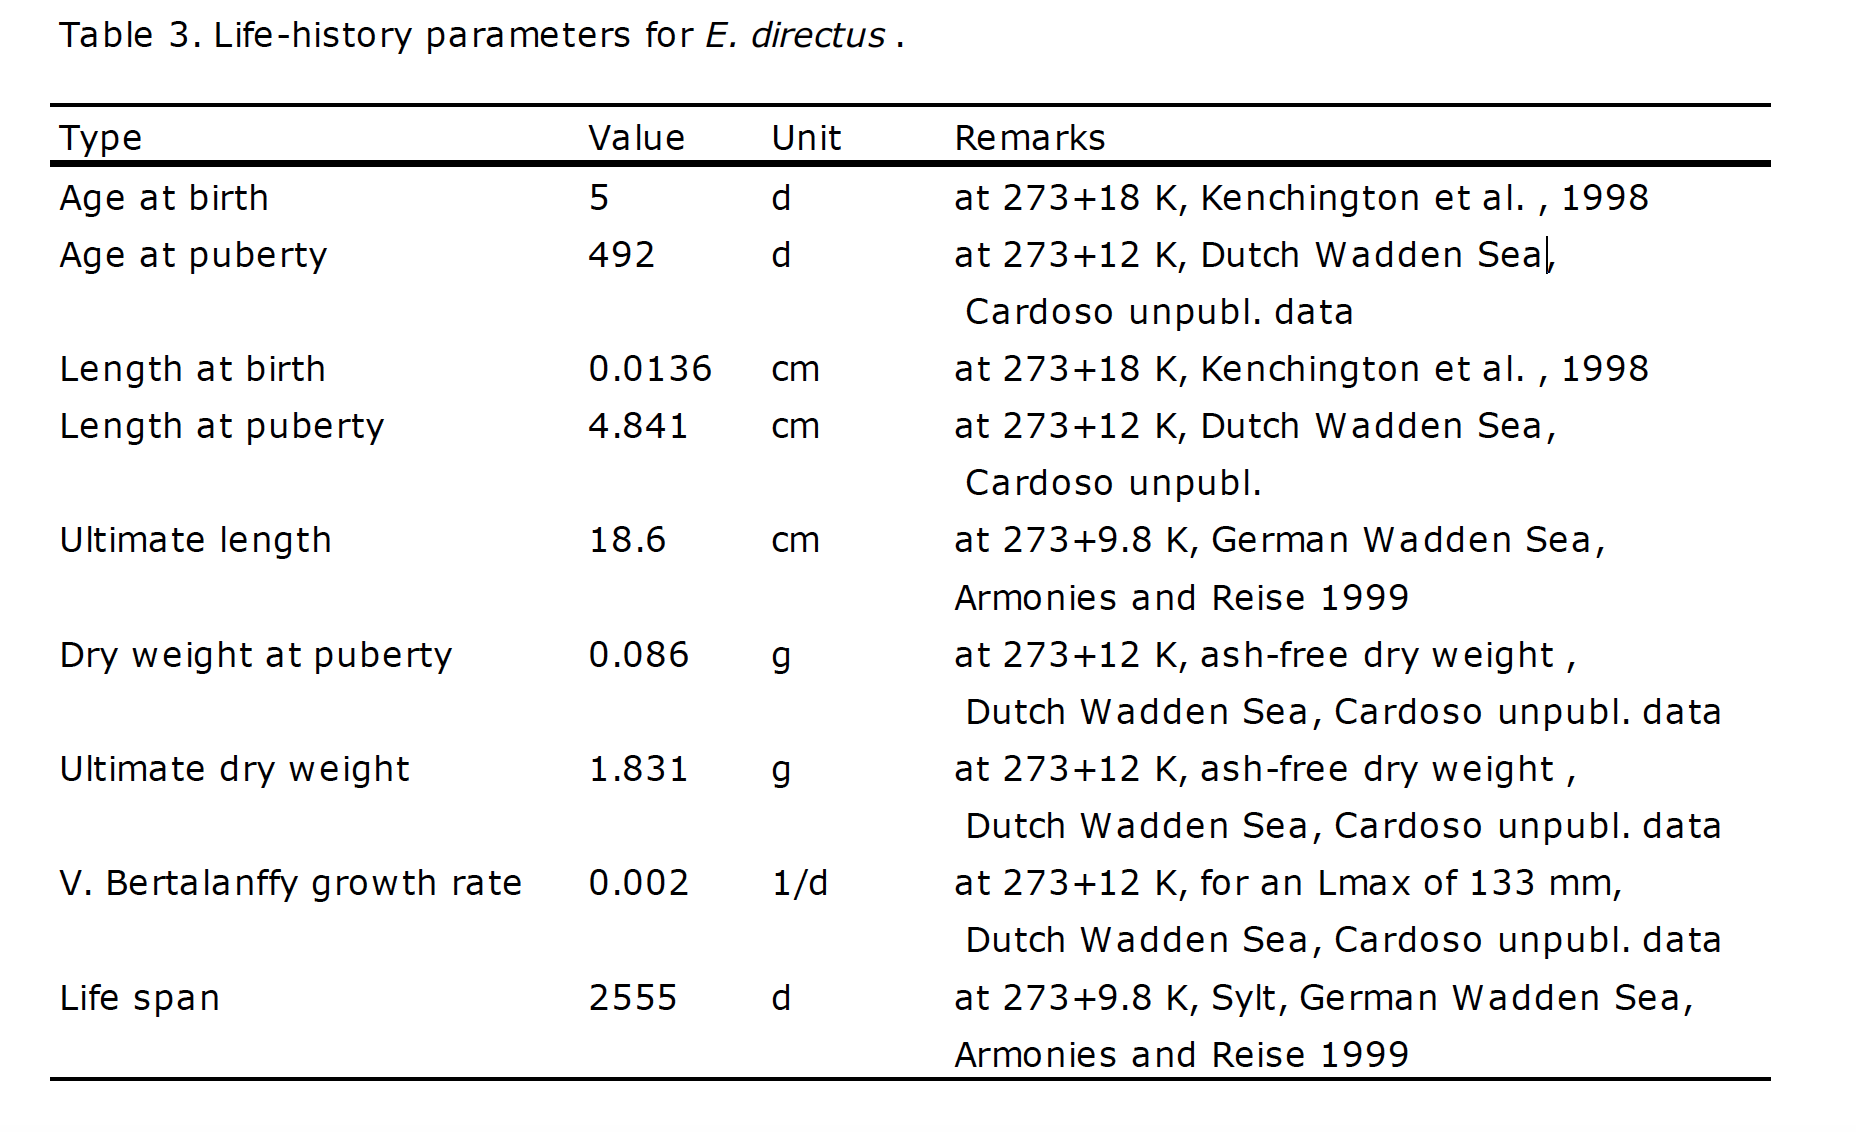 Table 3. Life-history parameters for E. directus .
Type Value Unit Remarks
Age at birth 5 d at 273+18 K, Kenchington et al. , 1998
Age at puberty 492 d at 273+12 K, Dutch Wadden Sea,
Cardoso unpubl. data
Length at birth 0.0136 cm at 273+18 K, Kenchington et al. , 1998
Length at puberty 4.841 cm at 273+12 K, Dutch Wadden Sea,
Cardoso unpubl.
Ultimate length 18.6 cm at 273+9.8 K, German Wadden Sea,
Armonies and Reise 1999
Dry weight at puberty 0.086 g at 273+12 K, ash-free dry weight ,
Dutch Wadden Sea, Cardoso unpubl. data
Ultimate dry weight 1.831 g at 273+12 K, ash-free dry weight ,
Dutch Wadden Sea, Cardoso unpubl. data
V. Bertalanffy growth rate 0.002 1/d at 273+12 K, for an Lmax of 133 mm,
Dutch Wadden Sea, Cardoso unpubl. data
Life span 2555 d at 273+9.8 K, Sylt, German Wadden Sea,
Armonies and Reise 1999